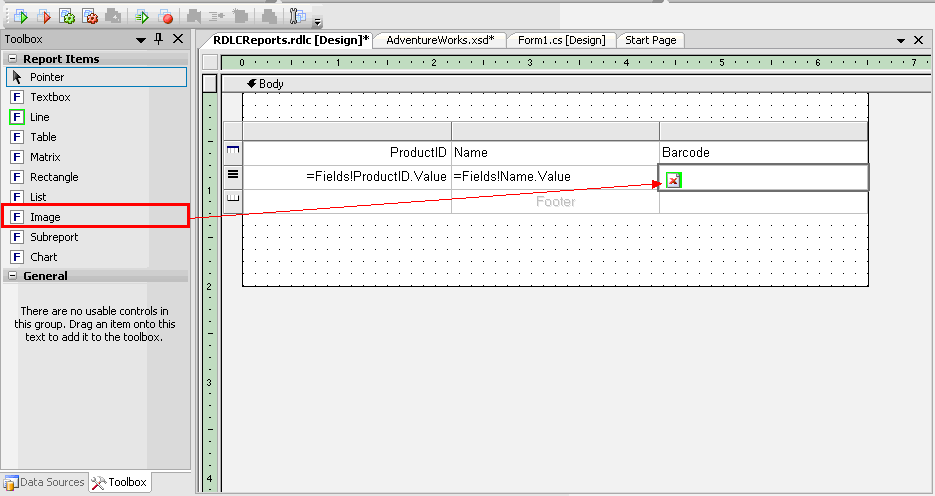 Toolbox
RDLCReports.rdlc [Design]*
AdventureWorks.xsd*
Form1.cs [Design]
Start Page
Report Items
Pointer
F Textbox
F Line
F Table
F Matrix
F Rectangle
F List
F Image
F Subreport
F Chart
General
There are no usable controls in
this group. Drag an item onto this
text to add it to the toolbox.
Data Sources
Toolbox
0 1 2 3 4 5 6 7
Body
ProductID Name Barcode
=Fields!ProductID.Value =Fields!Name.Value
Footer
1
2
3
4